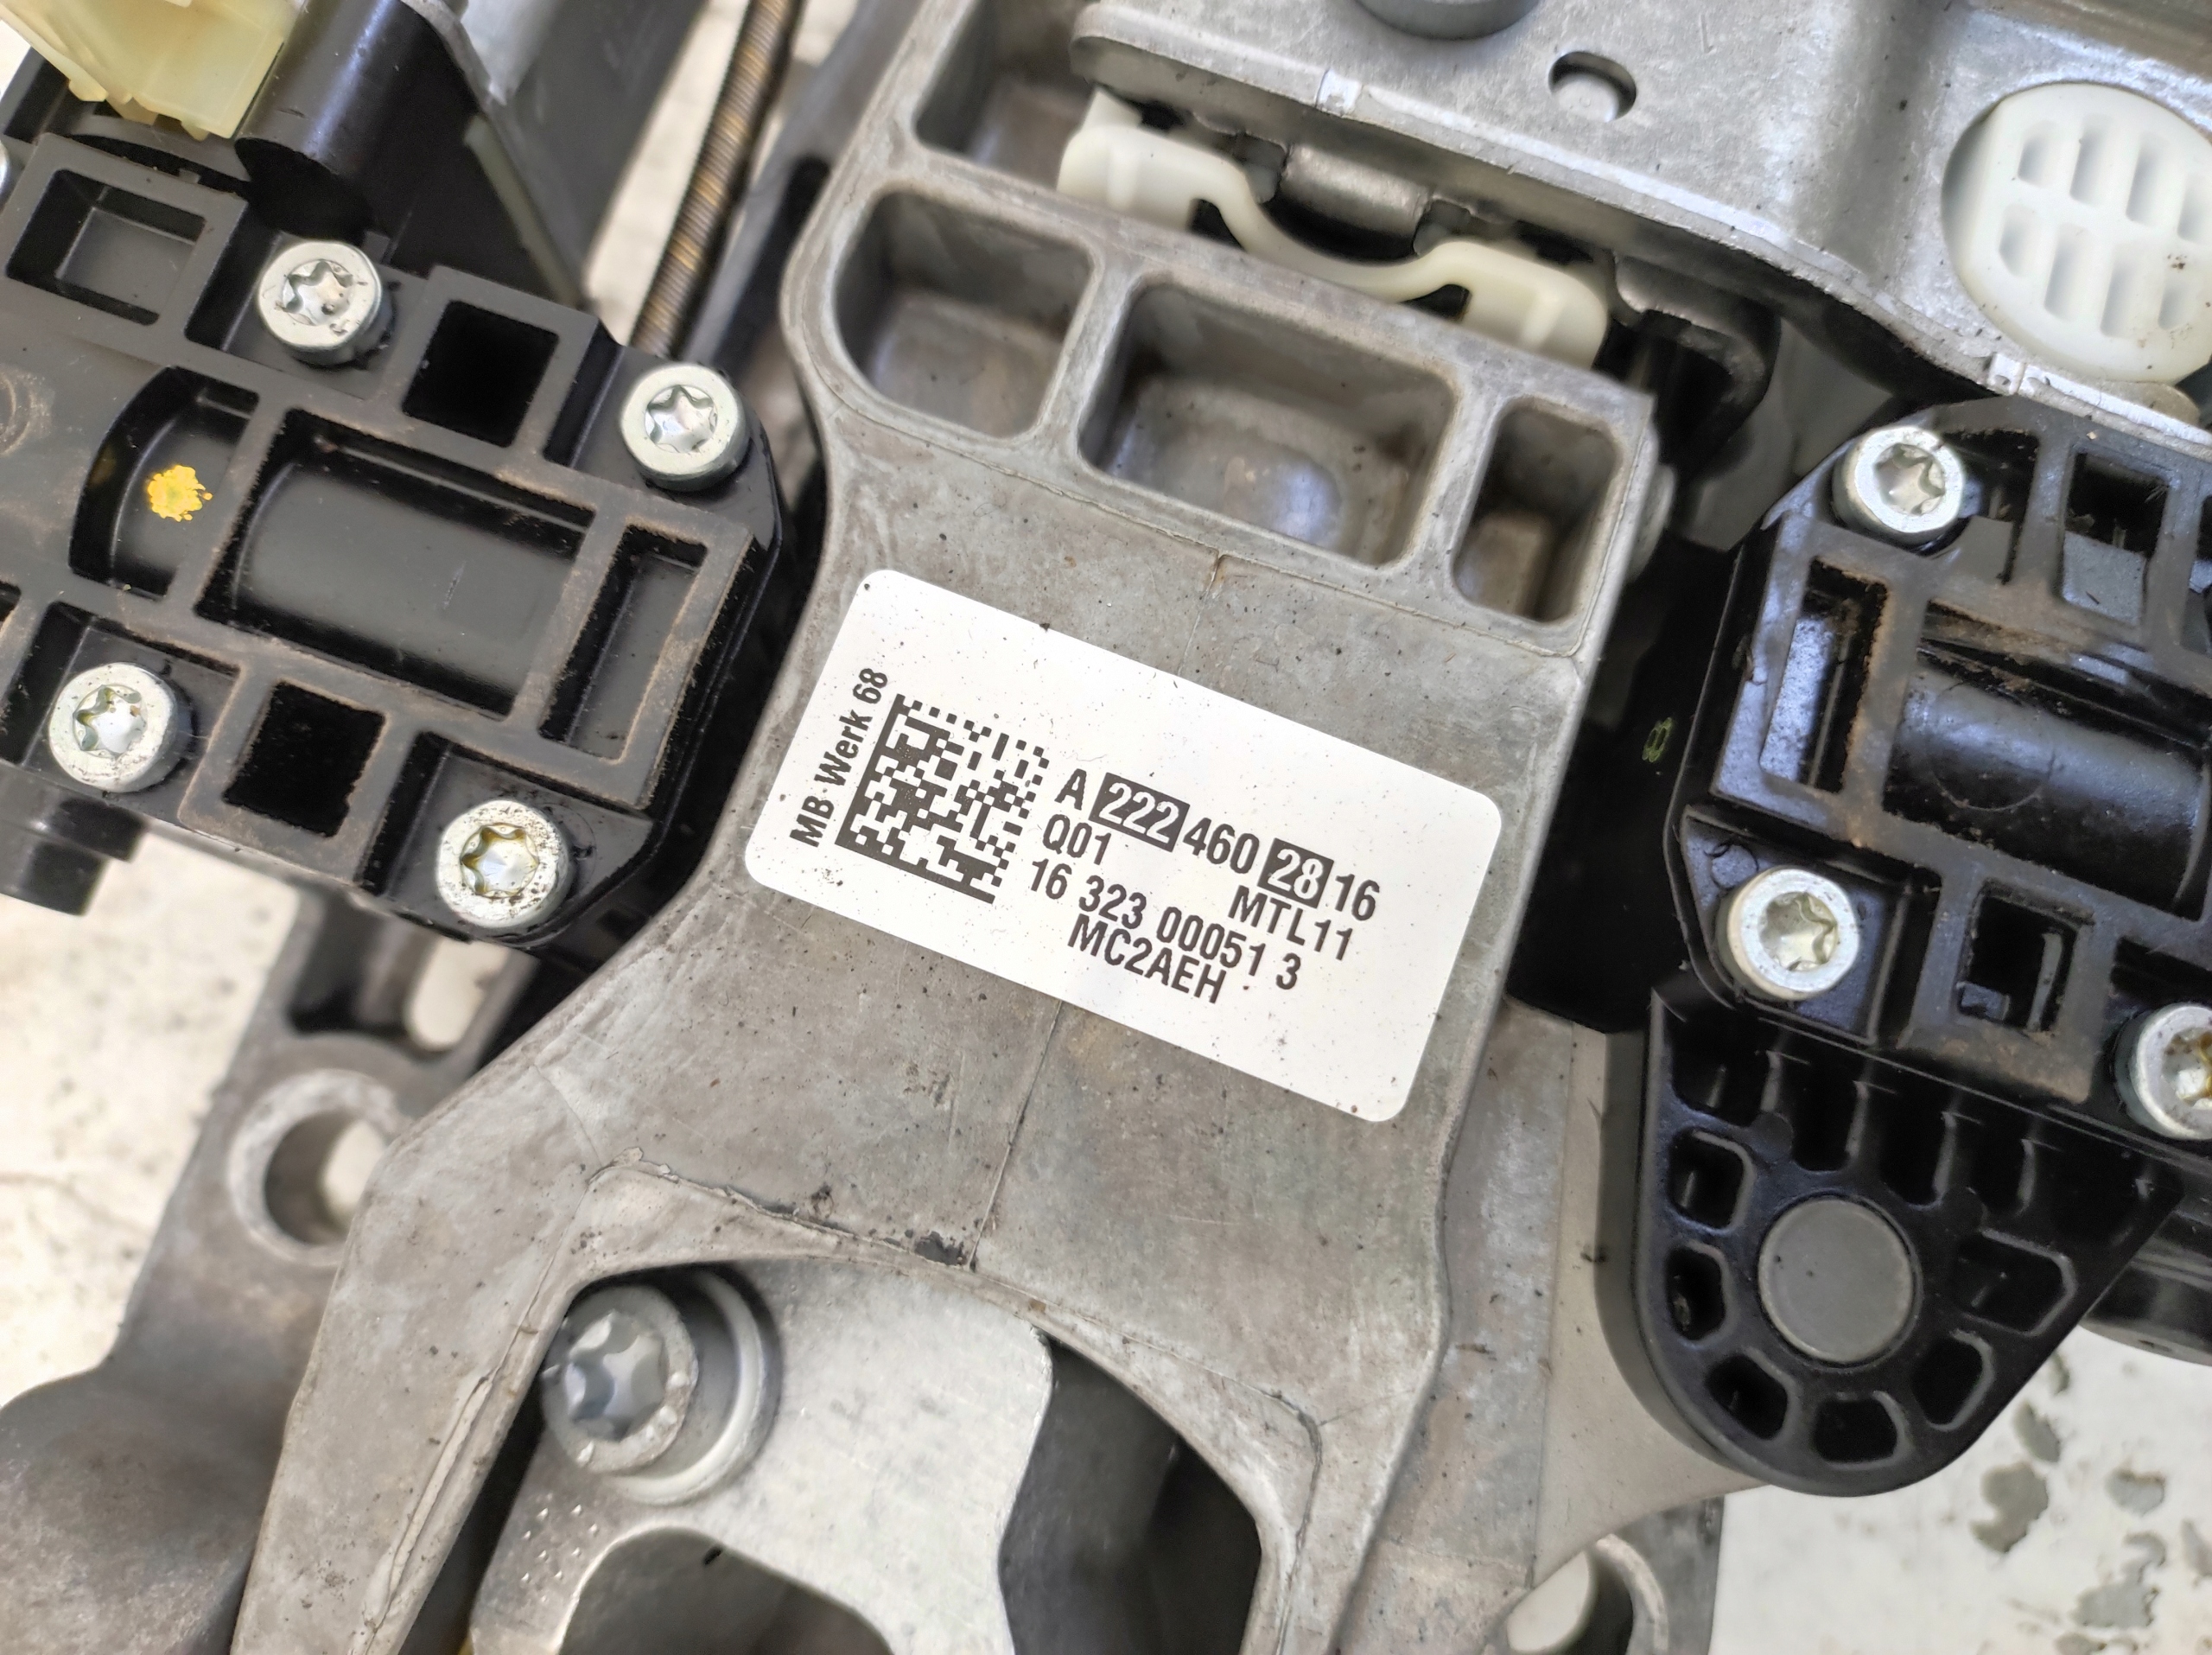 MB-Werk 68
A 222 460 28 16
Q01 MTL11
16 323 00051 3
MC2AEH